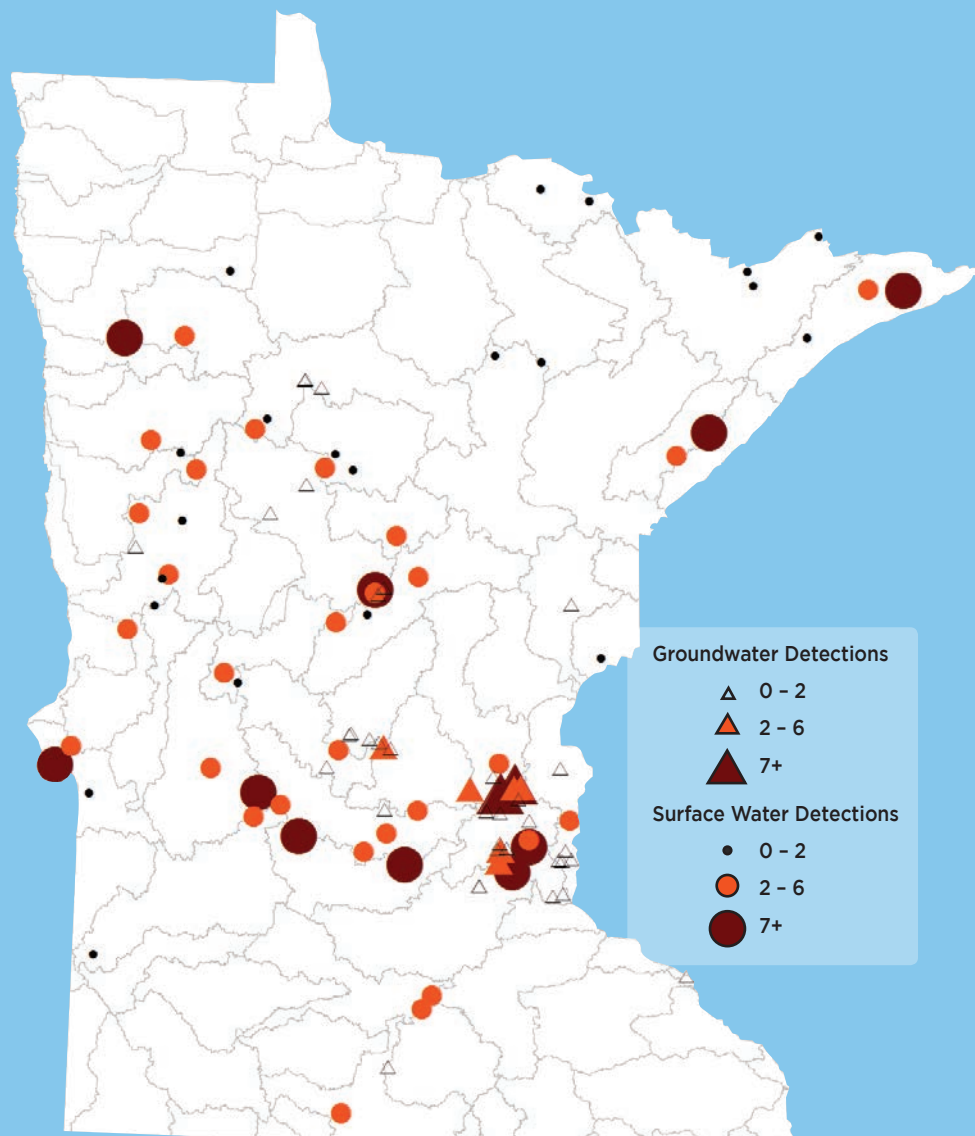 Groundwater Detections
0 – 2
2 – 6
7+
Surface Water Detections
0 – 2
2 – 6
7+